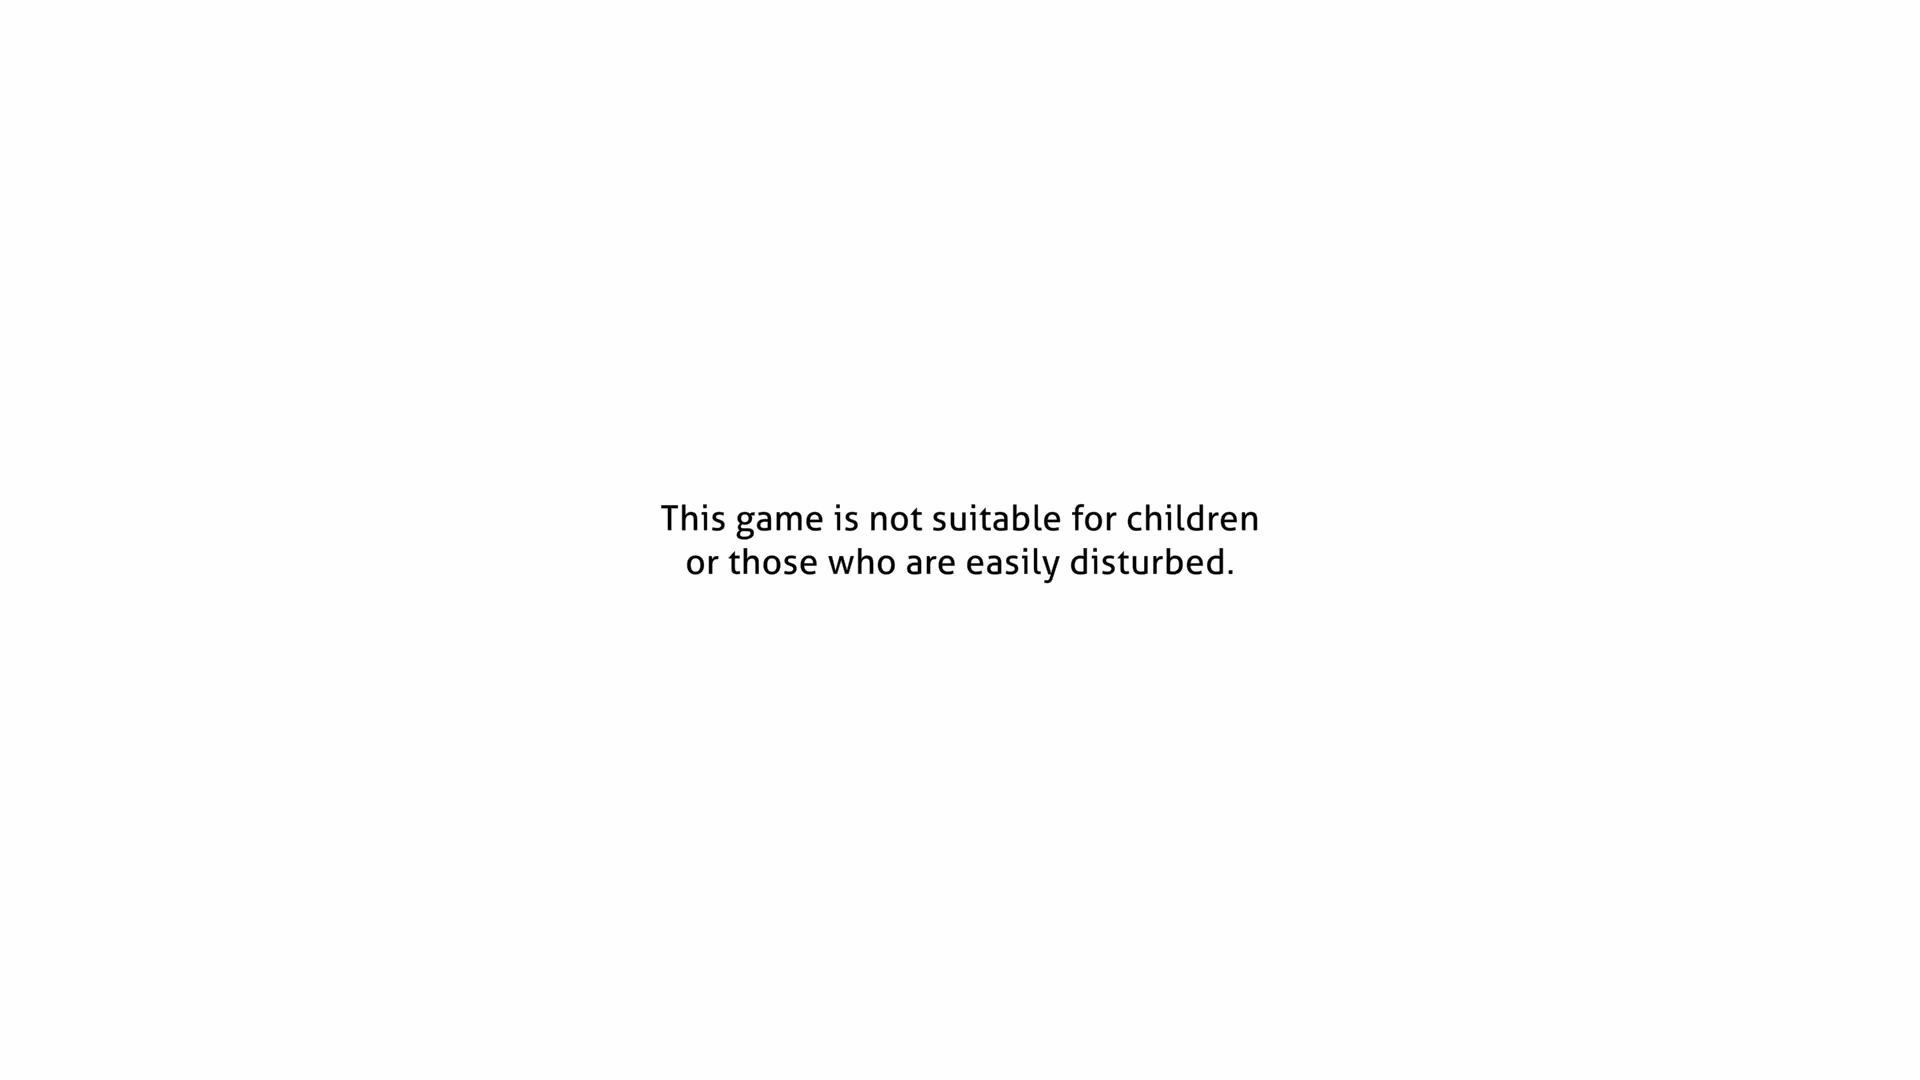 This game is not suitable for children
or those who are easily disturbed.